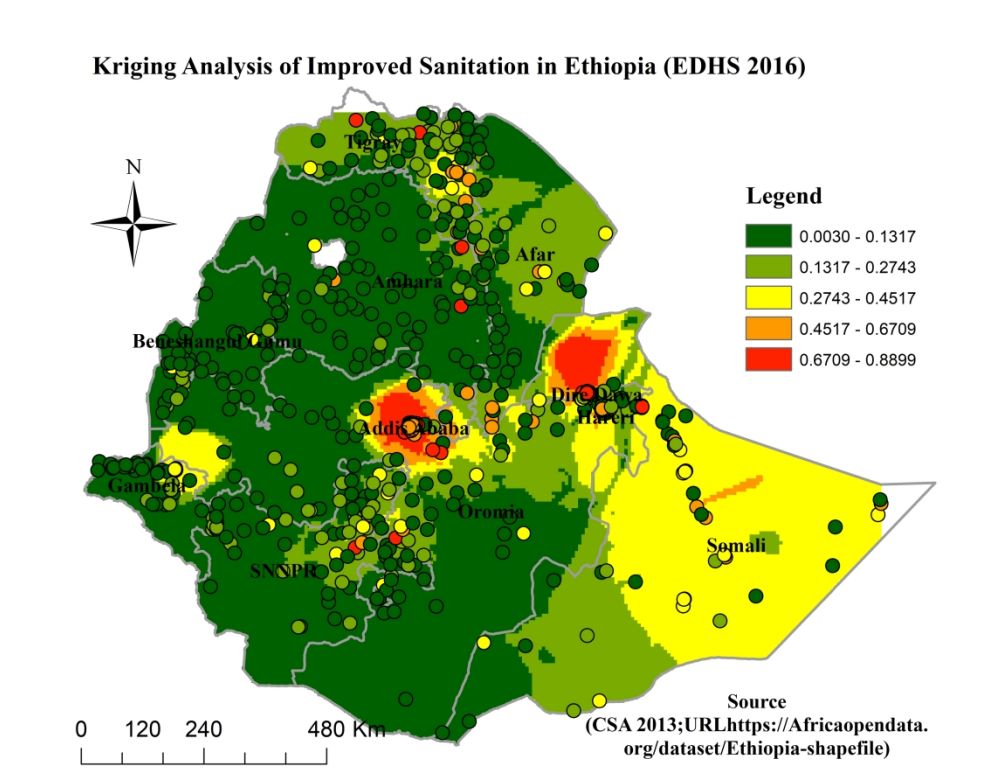 Kriging Analysis of Improved Sanitation in Ethiopia (EDHS 2016)
N
Tigray
Legend
0.0030 - 0.1317
Afar
0.1317 - 0.2743
Amhara
0.2743 - 0.4517
0.4517 - 0.6709
Beneshangul Gumu
0.6709 - 0.8899
Dire Dawa
Hareri
Addis Ababa
Gambela
Oromia
Somali
SNNPR
Source
(CSA 2013;URLhttps://Africaopendata.
org/dataset/Ethiopia-shapefile)
0 120 240 480 Km